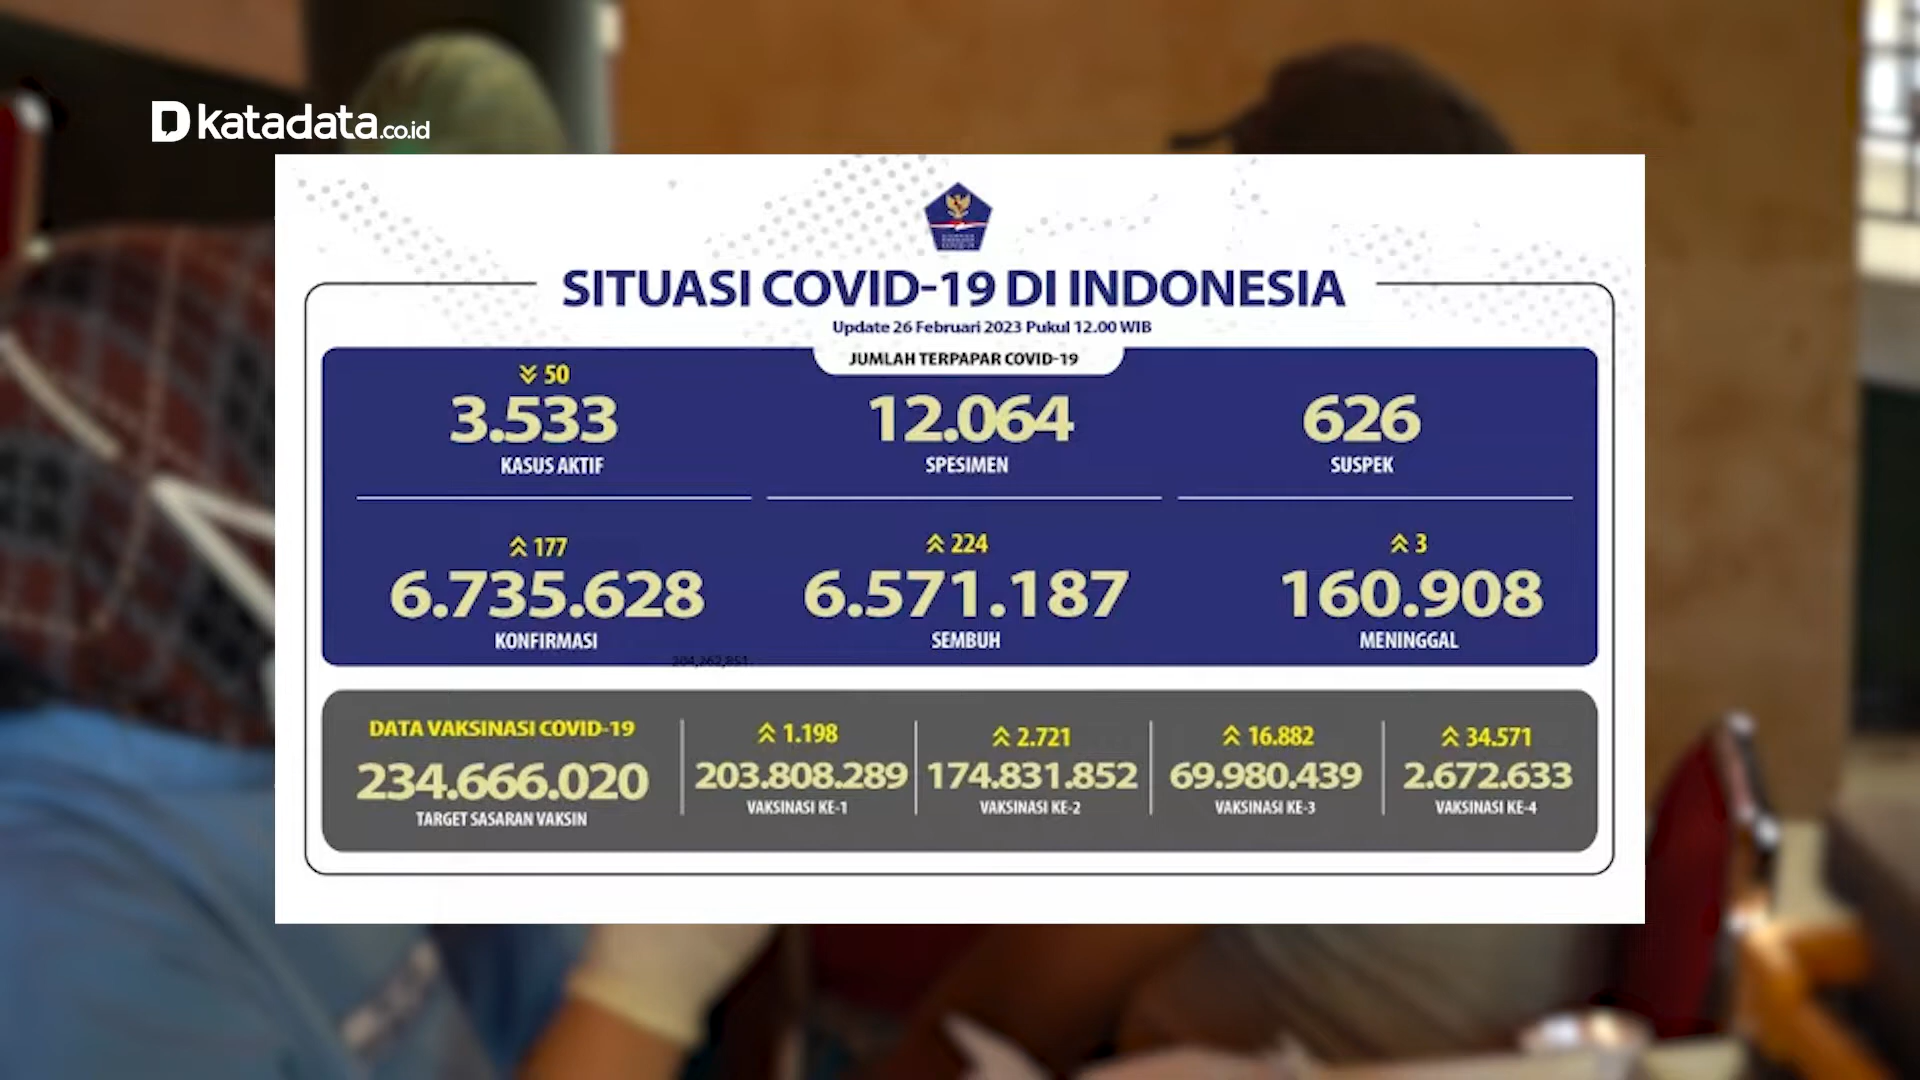 katadata.co.id
SITUASI COVID-19 DI INDONESIA
Update 26 Februari 2023 Pukul 12.00 WIB
JUMLAH TERPAPAR COVID-19
50
3.533
KASUS AKTIF
12.064
SPESIMEN
626
SUSPEK
177
6.735.628
KONFIRMASI
224
6.571.187
SEMBUH
3
160.908
MENINGGAL
DATA VAKSINASI COVID-19
234.666.020
TARGET SASARAN VAKSIN
1.198
203.808.289
VAKSINASI KE-1
2.721
174.831.852
VAKSINASI KE-2
16.882
69.980.439
VAKSINASI KE-3
34.571
2.672.633
VAKSINASI KE-4